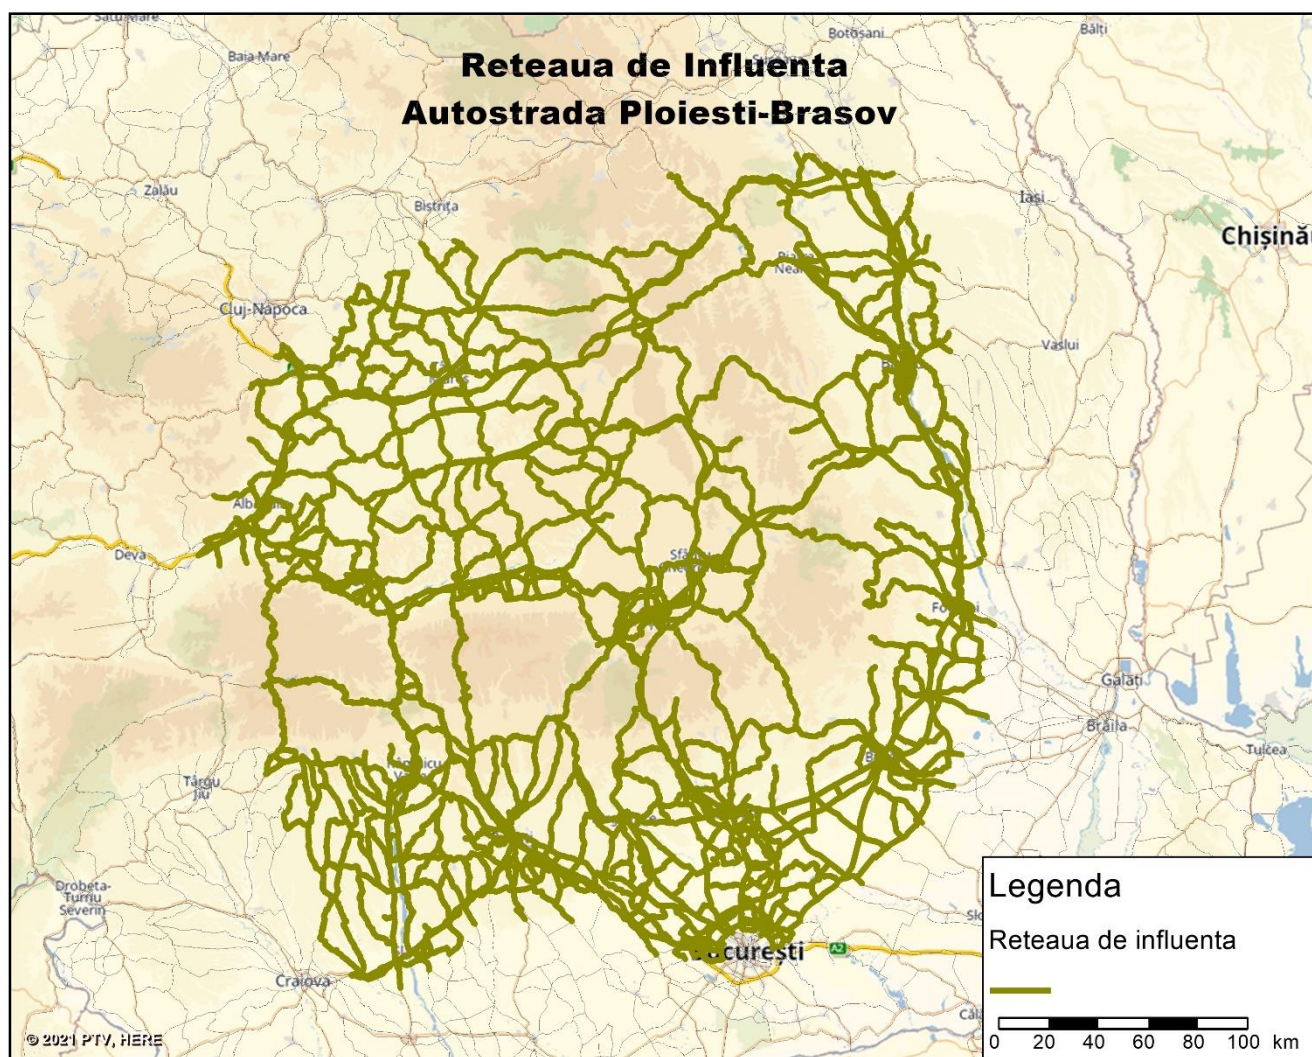 Satu Mare
Botoșani
Bălți
Baia Mare
Reteaua de Influenta
Autostrada Ploiesti-Brasov
Zalău
Iași
Bistrița
Chișinău
Cluj-Napoca
Vaslui
Deva
Galați
Brăila
Tulcea
Târgu
Jiu
Drobeta-
Turnu
Severin
București
A2
Craiova
Legenda
Reteaua de influenta
0 20 40 60 80 100 km
© 2021 PTV, HERE